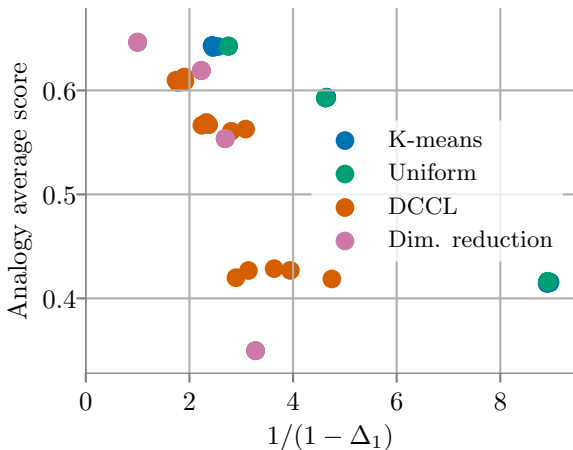 Analogy average score
0.6
0.5
0.4
K-means
Uniform
DCCL
Dim. reduction
0 2 4 6 8
1/(1 − Δ₁)